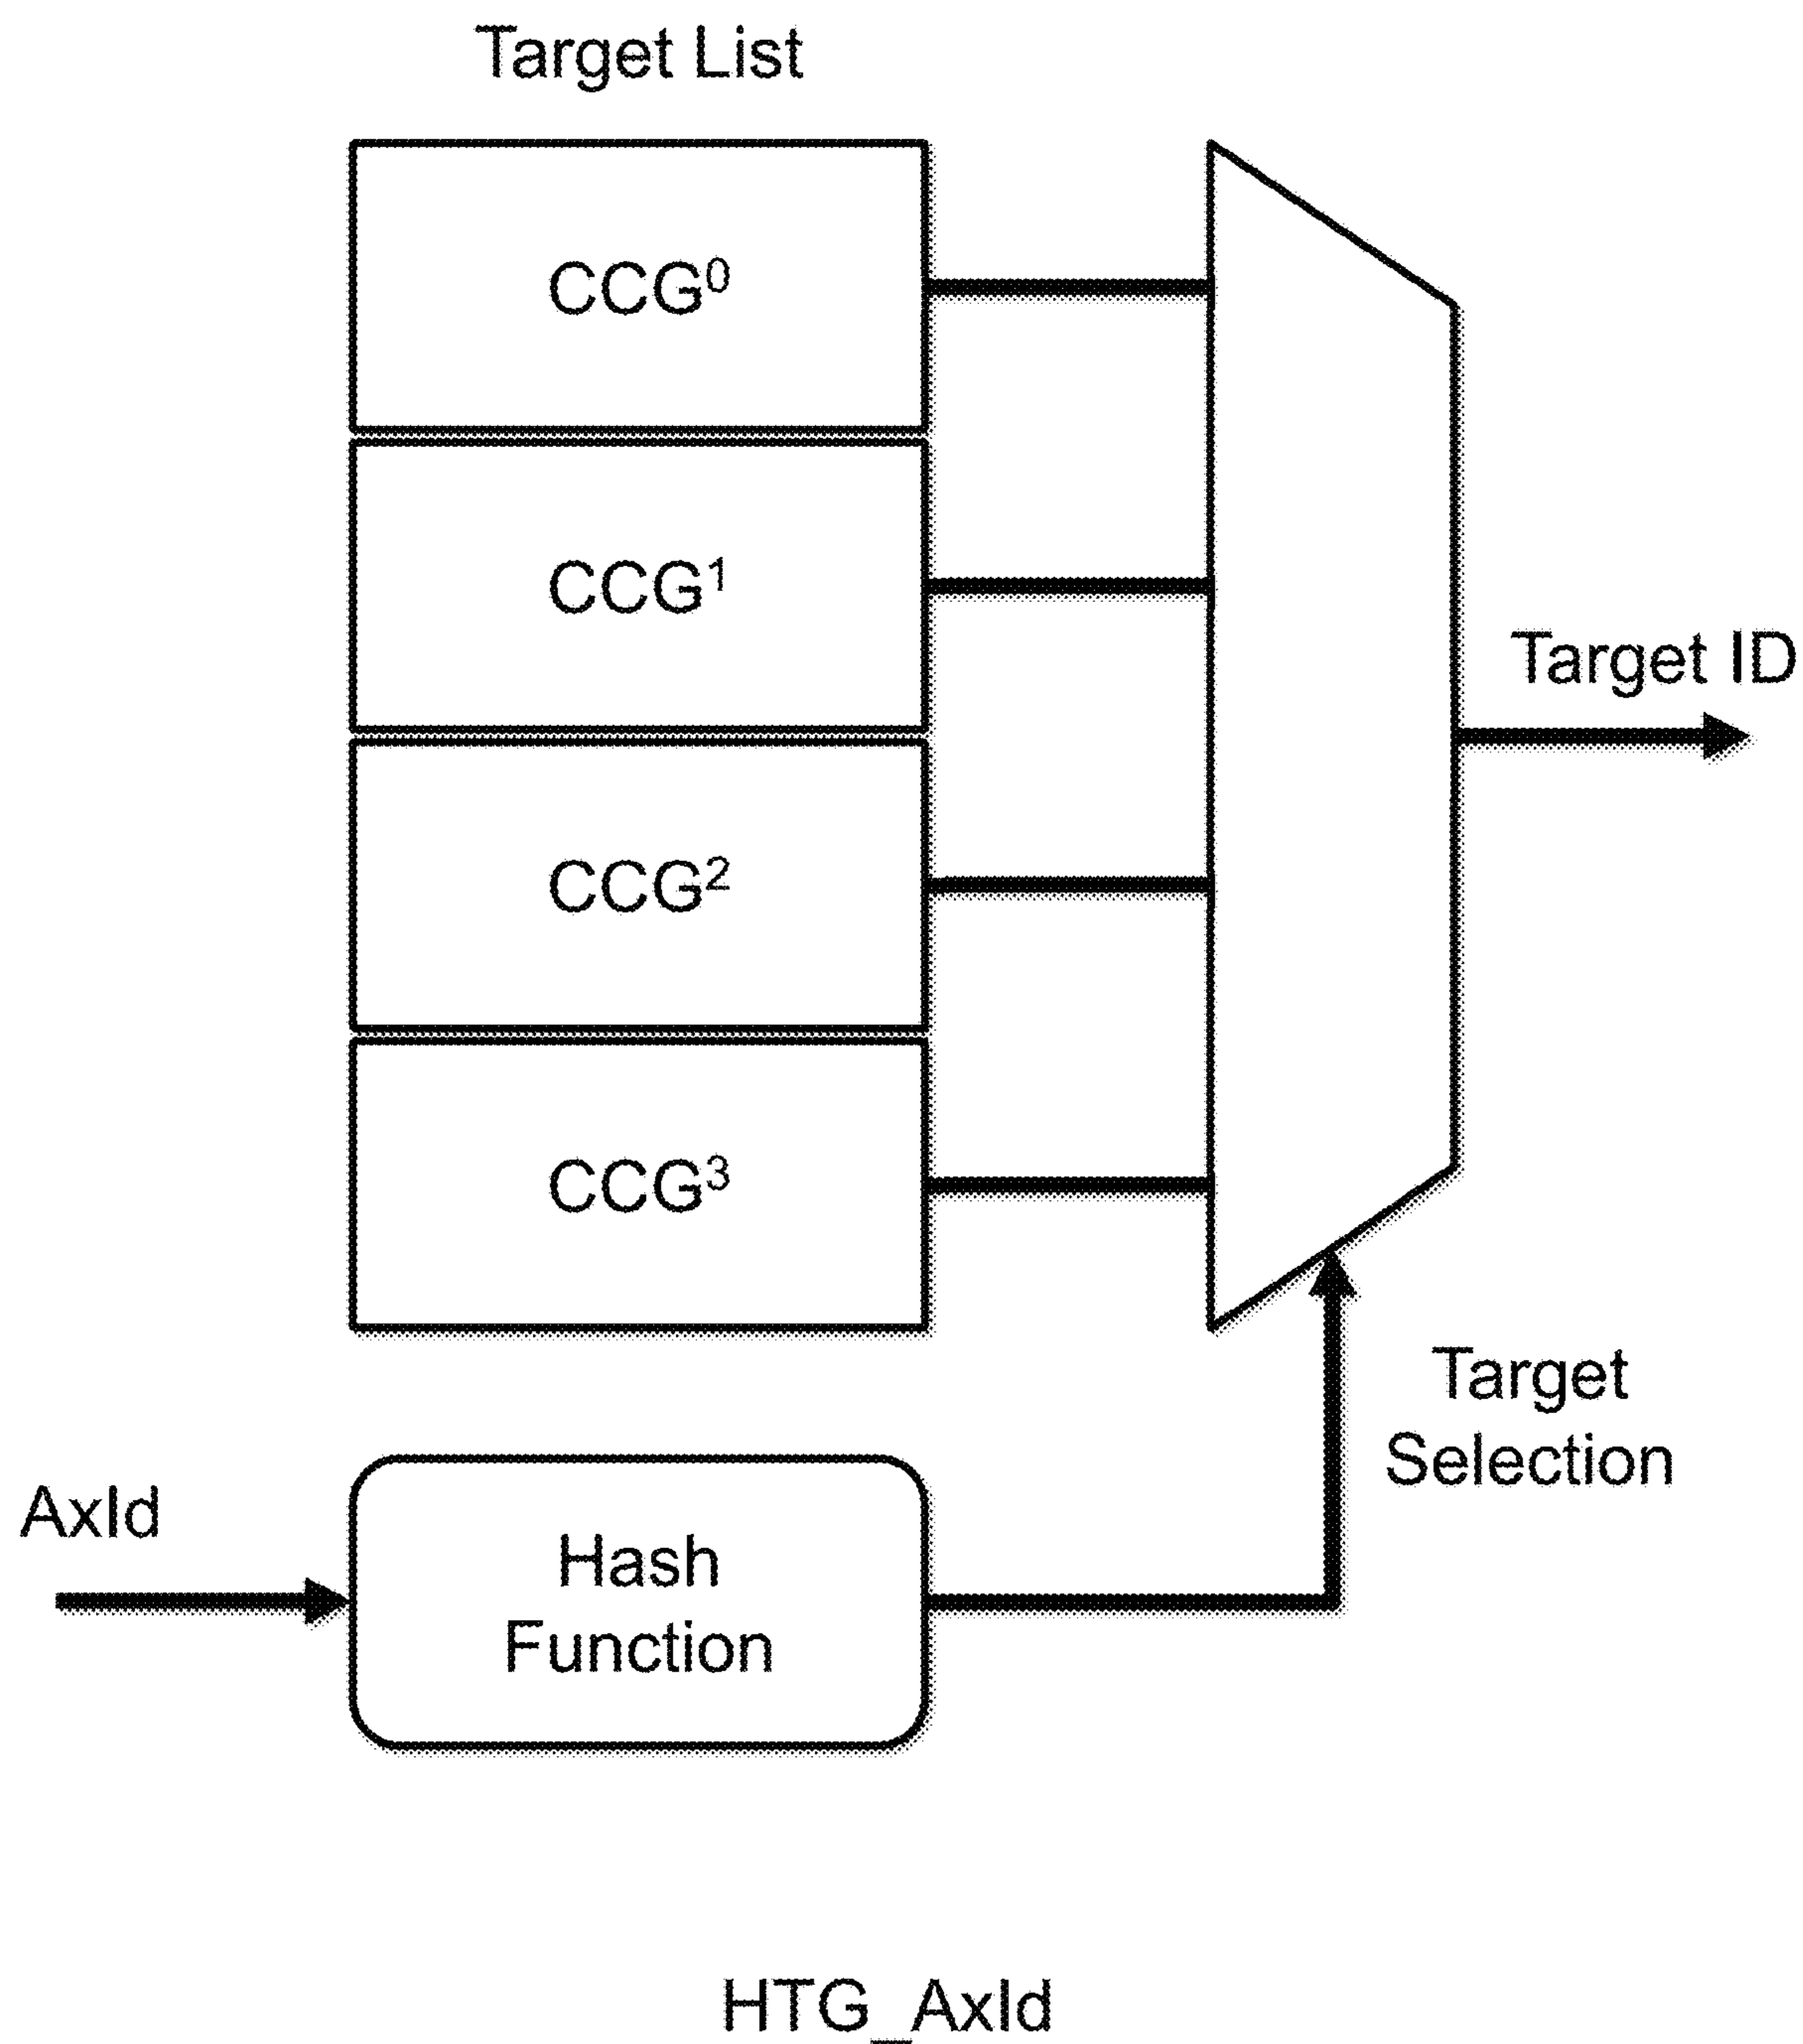 Target List
CCG⁰
CCG¹
CCG²
CCG³
Target ID
Target
Selection
AxId
Hash
Function
HTG_AxId